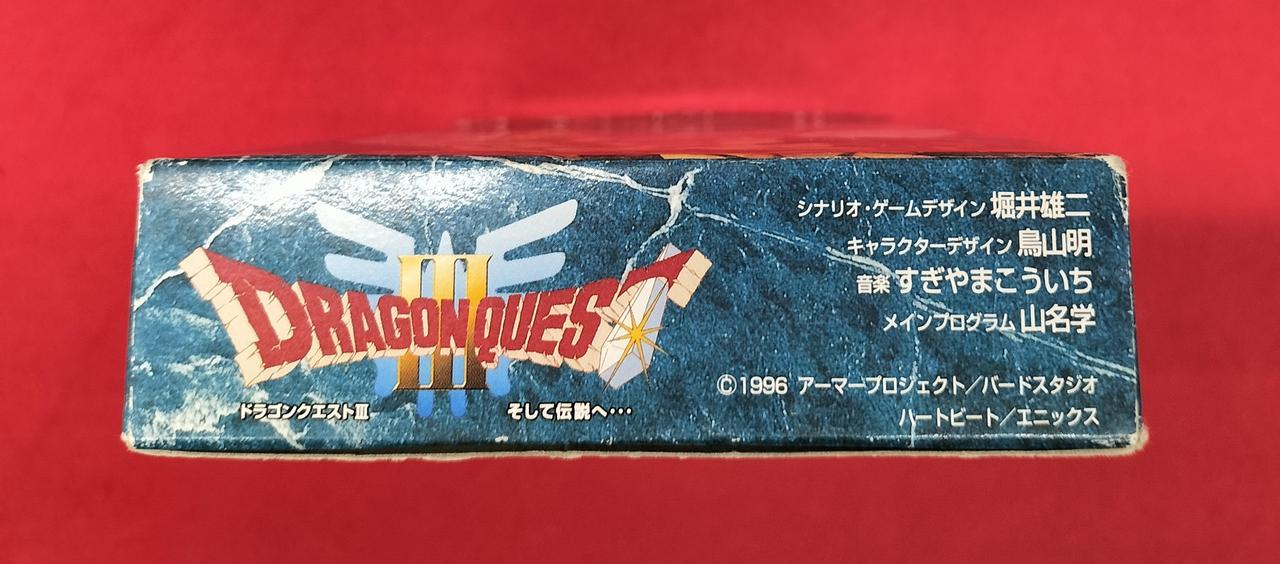 DRAGON QUEST
III
ドラゴンクエストⅢ
そして伝説へ・・・
シナリオ・ゲームデザイン 堀井雄二
キャラクターデザイン 鳥山明
音楽 すぎやまこういち
メインプログラム 山名学
©1996 アーマープロジェクト/バードスタジオ
ハートビート/エニックス